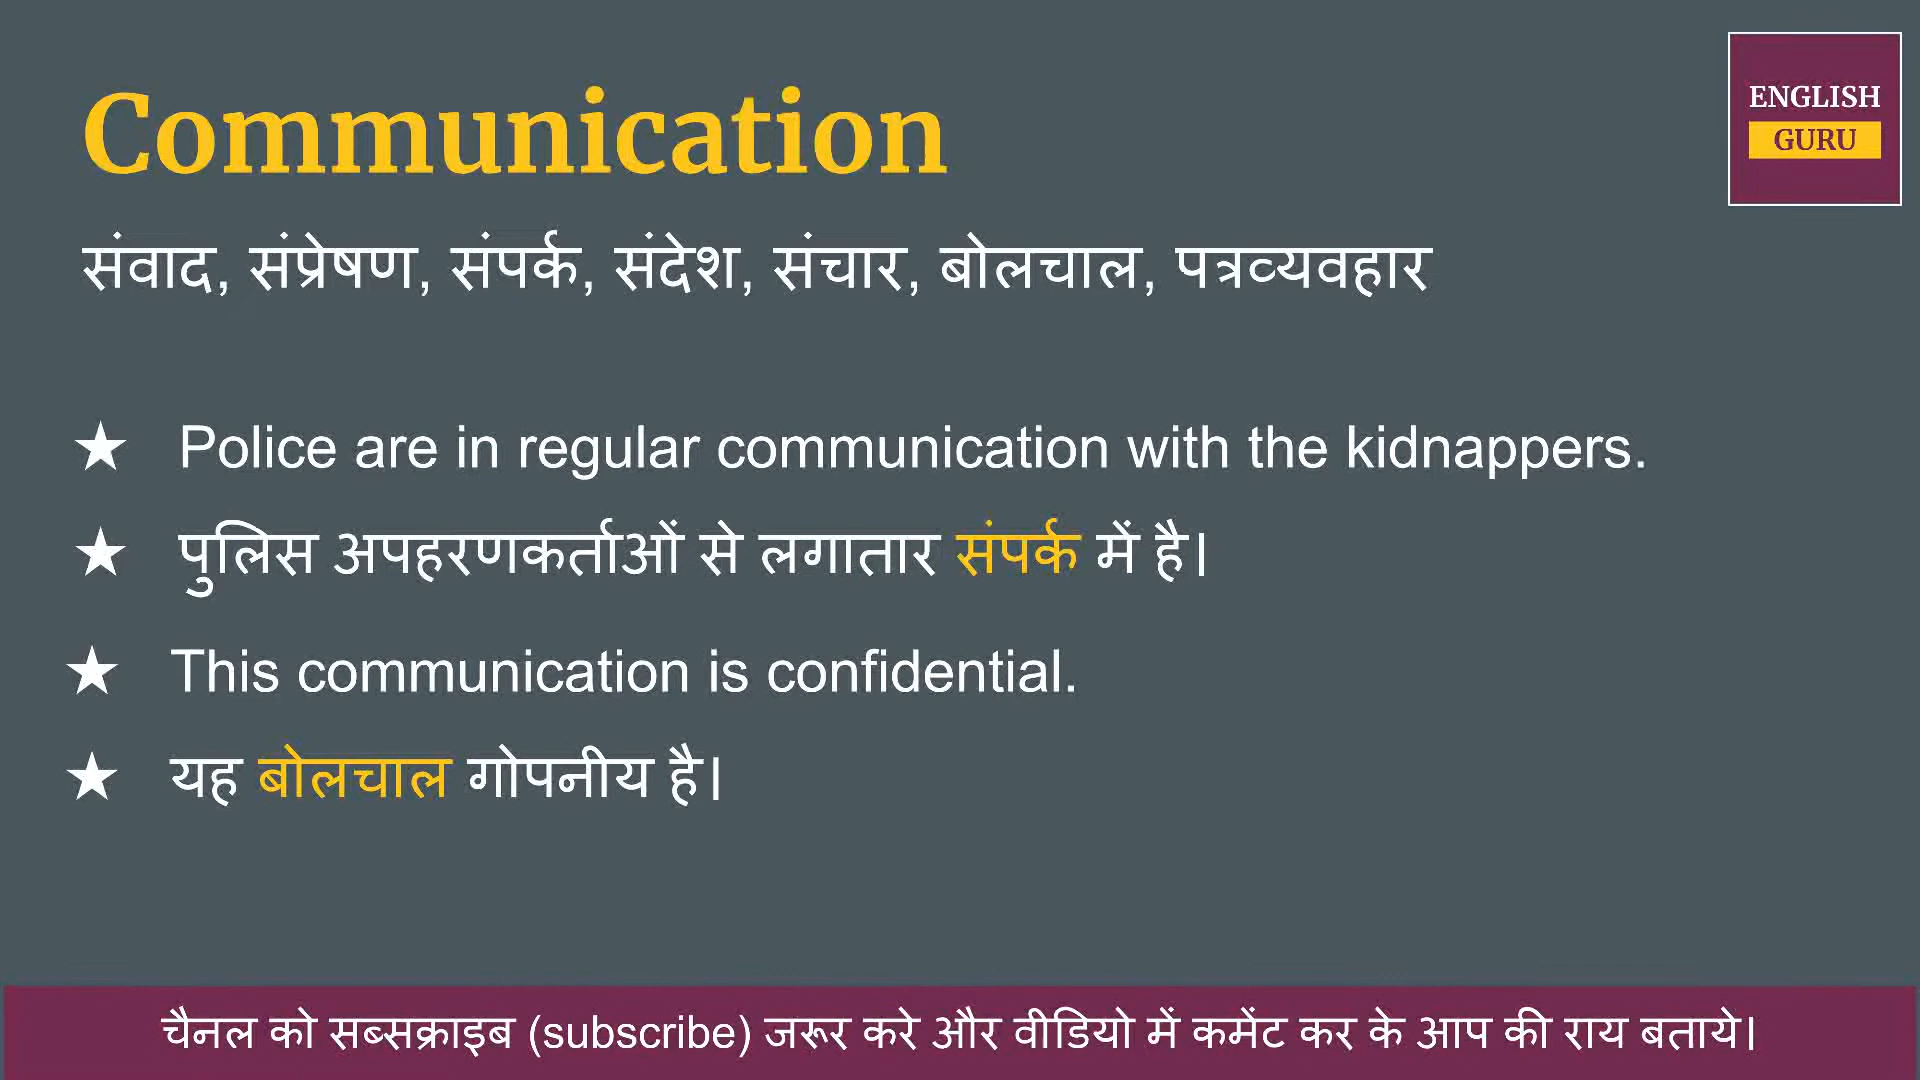 Communication
ENGLISH
GURU
संवाद, संप्रेषण, संपर्क, संदेश, संचार, बोलचाल, पत्रव्यवहार
★ Police are in regular communication with the kidnappers.
★ पुलिस अपहरणकर्ताओं से लगातार संपर्क में है।
★ This communication is confidential.
★ यह बोलचाल गोपनीय है।
चैनल को सब्सक्राइब (subscribe) जरूर करे और वीडियो में कमेंट कर के आप की राय बताये।